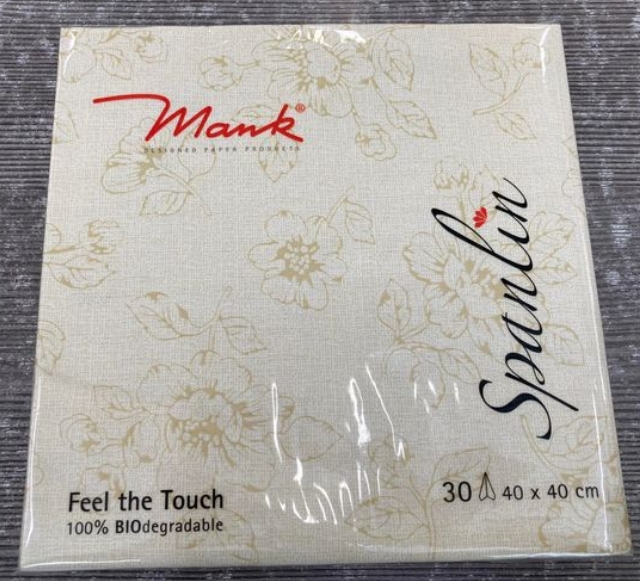 Mank®
DESIGNED PAPER PRODUCTS
Spanlin
Feel the Touch
100% BIOdegradable
30 40 x 40 cm